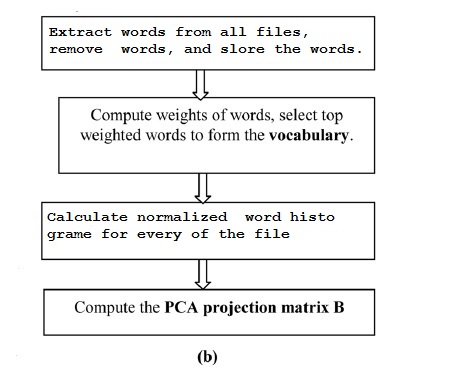 Extract words from all files,
remove words, and slore the words.
Compute weights of words, select top
weighted words to form the vocabulary.
Calculate normalized word histo
grame for every of the file
Compute the PCA projection matrix B
(b)